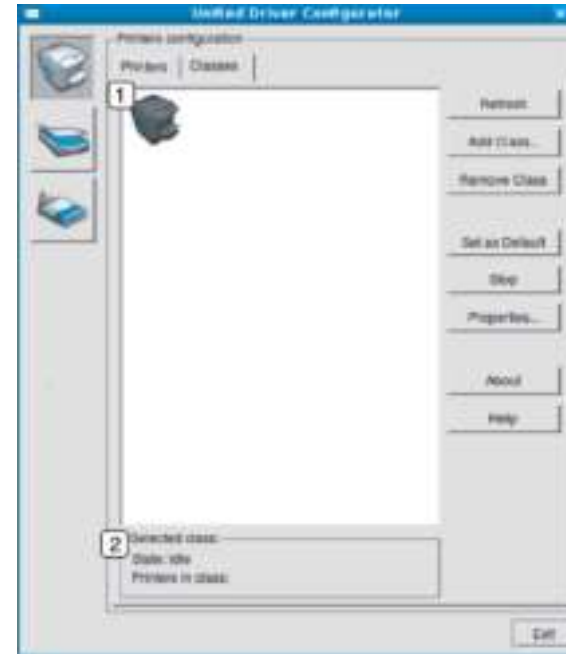 Unified Driver Configurator
Printers configuration
Printers
Classes
1
Refresh
Add Class...
Remove Class
Set as Default
Stop
Properties...
About
Help
2
Selected class:
State: Idle
Printers in class:
Exit